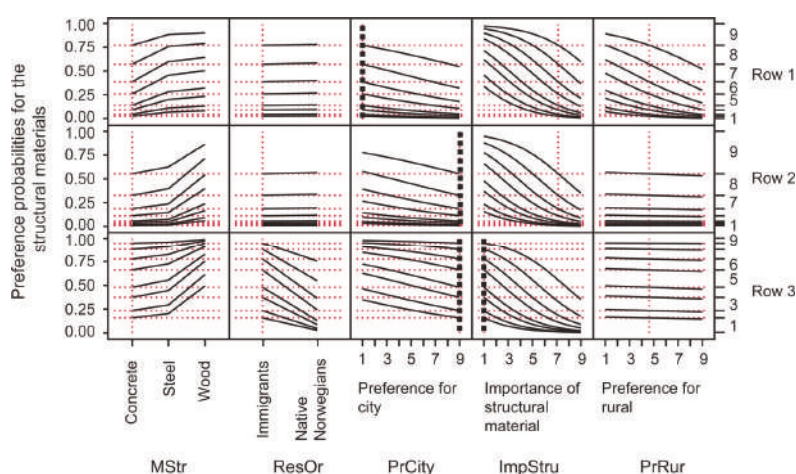 Preference probabilities for the
structural materials
1.00
0.75
0.50
0.25
0.00
9
8
7
6
5
1
Row 1
1.00
0.75
0.50
0.25
0.00
9
8
7
1
Row 2
1.00
0.75
0.50
0.25
0.00
9
6
5
3
1
Row 3
Concrete
Steel
Wood
Immigrants
Native
Norwegians
1 3 5 7 9
1 3 5 7 9
1 3 5 7 9
Preference for
city
Importance of
structural
material
Preference for
rural
MStr
ResOr
PrCity
ImpStru
PrRur